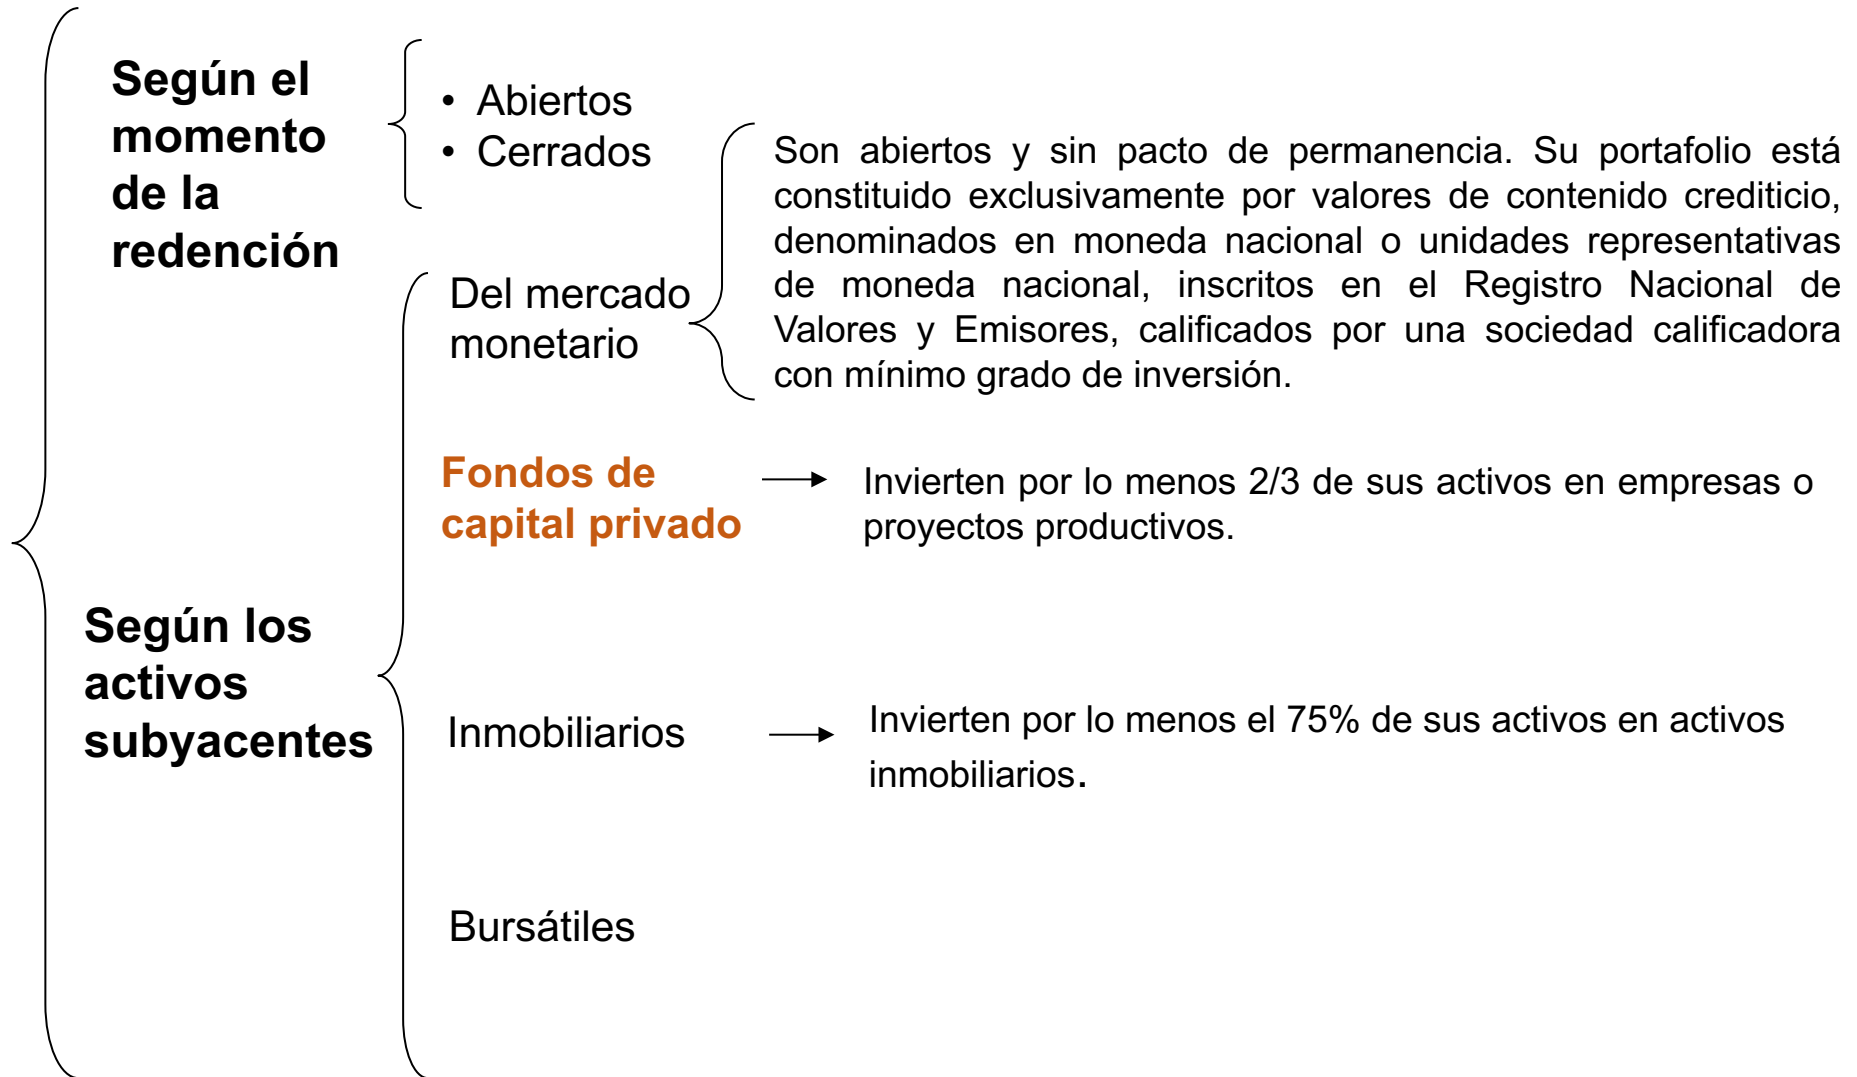 Según el
momento
de la
redención
• Abiertos
• Cerrados
Son abiertos y sin pacto de permanencia. Su portafolio está
constituido exclusivamente por valores de contenido crediticio,
denominados en moneda nacional o unidades representativas
de moneda nacional, inscritos en el Registro Nacional de
Valores y Emisores, calificados por una sociedad calificadora
con mínimo grado de inversión.
Del mercado
monetario
Fondos de
capital privado
Invierten por lo menos 2/3 de sus activos en empresas o
proyectos productivos.
Según los
activos
subyacentes
Inmobiliarios
Invierten por lo menos el 75% de sus activos en activos
inmobiliarios.
Bursátiles